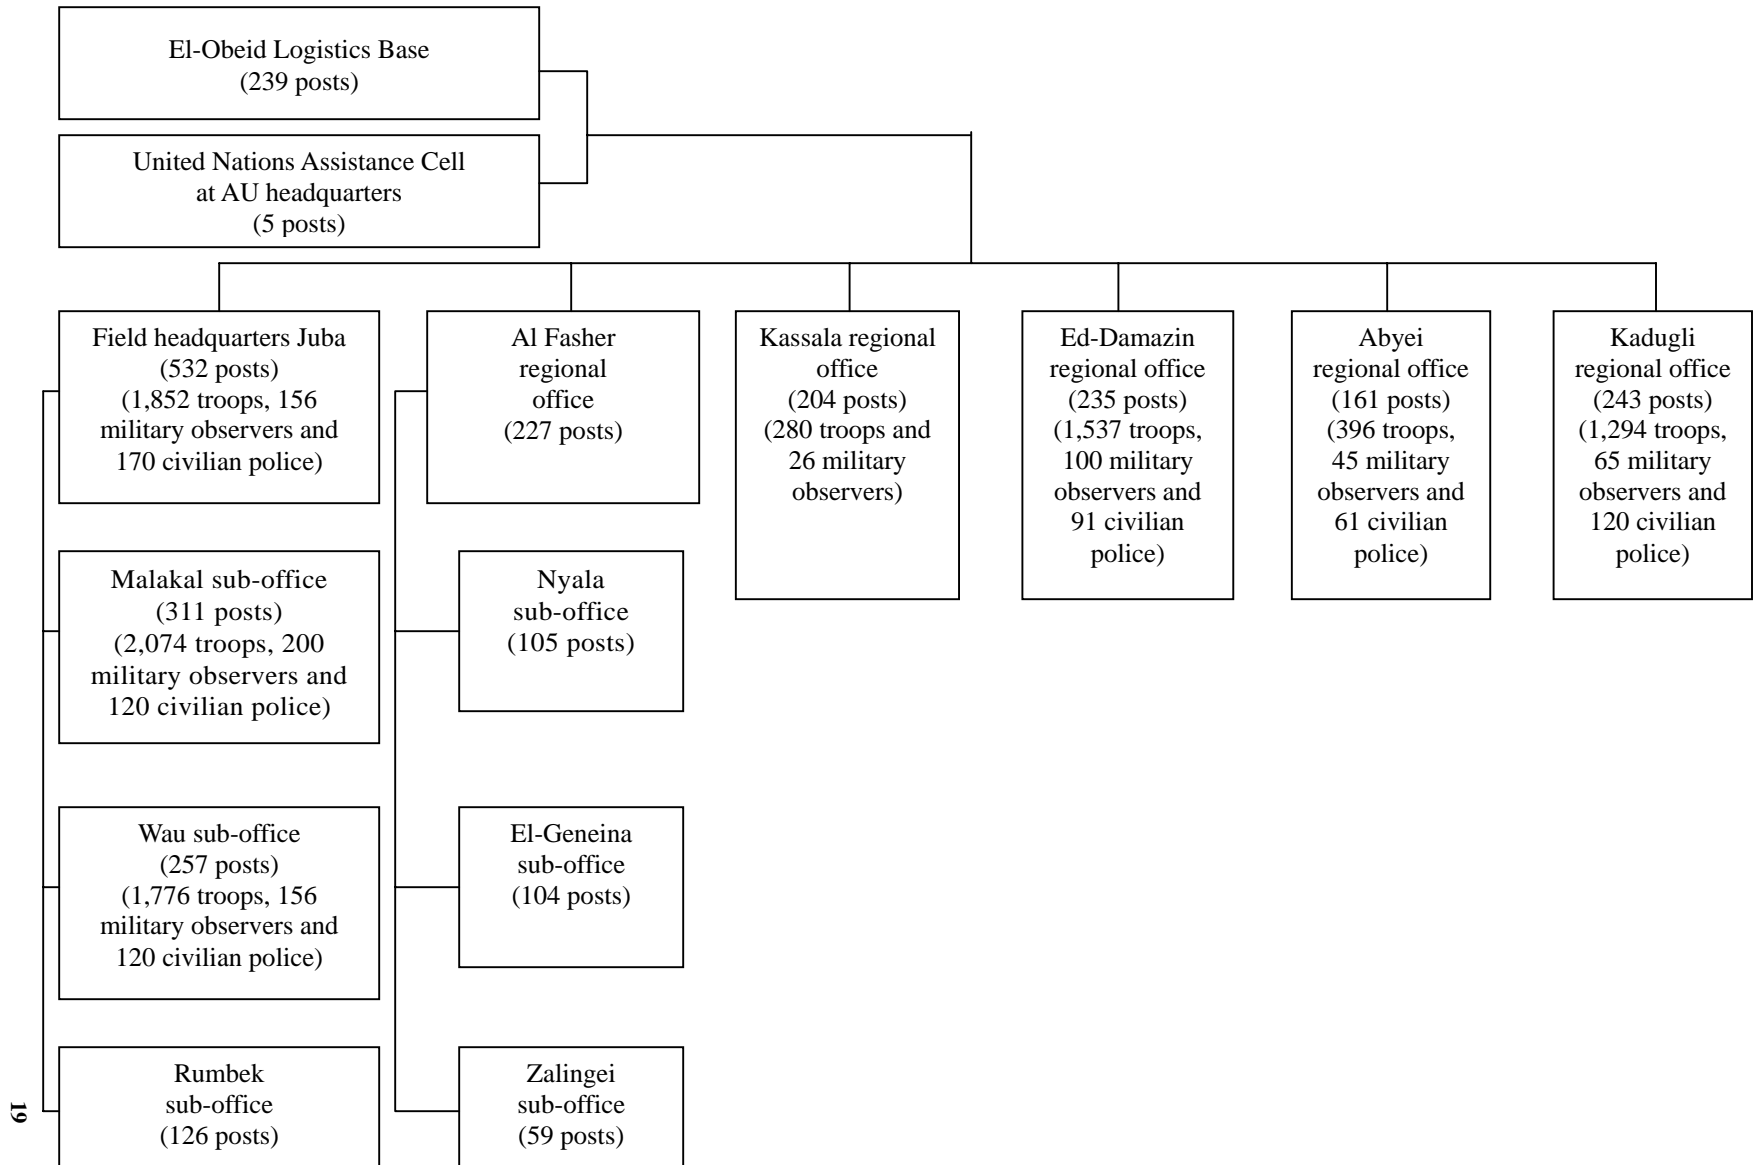 El-Obeid Logistics Base
(239 posts)
United Nations Assistance Cell
at AU headquarters
(5 posts)
Field headquarters Juba
(532 posts)
(1,852 troops, 156
military observers and
170 civilian police)
Al Fasher
regional
office
(227 posts)
Kassala regional
office
(204 posts)
(280 troops and
26 military
observers)
Ed-Damazin
regional office
(235 posts)
(1,537 troops,
100 military
observers and
91 civilian
police)
Abyei
regional office
(161 posts)
(396 troops,
45 military
observers and
61 civilian
police)
Kadugli
regional office
(243 posts)
(1,294 troops,
65 military
observers and
120 civilian
police)
Malakal sub-office
(311 posts)
(2,074 troops, 200
military observers and
120 civilian police)
Nyala
sub-office
(105 posts)
Wau sub-office
(257 posts)
(1,776 troops, 156
military observers and
120 civilian police)
El-Geneina
sub-office
(104 posts)
Rumbek
sub-office
(126 posts)
Zalingei
sub-office
(59 posts)
19